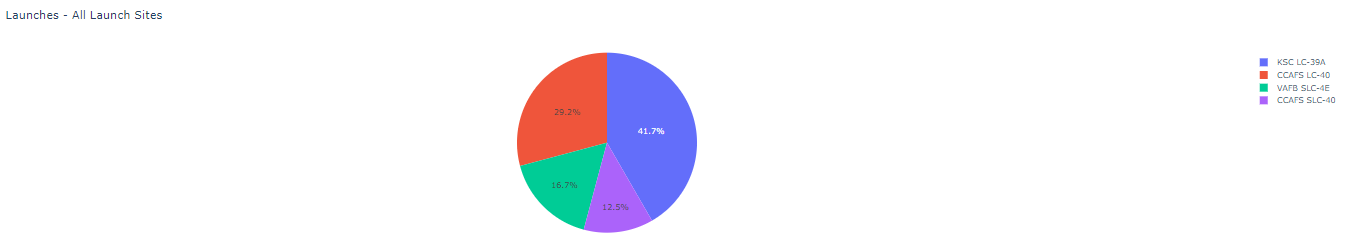 Launches - All Launch Sites
KSC LC-39A
CCAFS LC-40
VAFB SLC-4E
CCAFS SLC-40
29.2%
41.7%
16.7%
12.5%